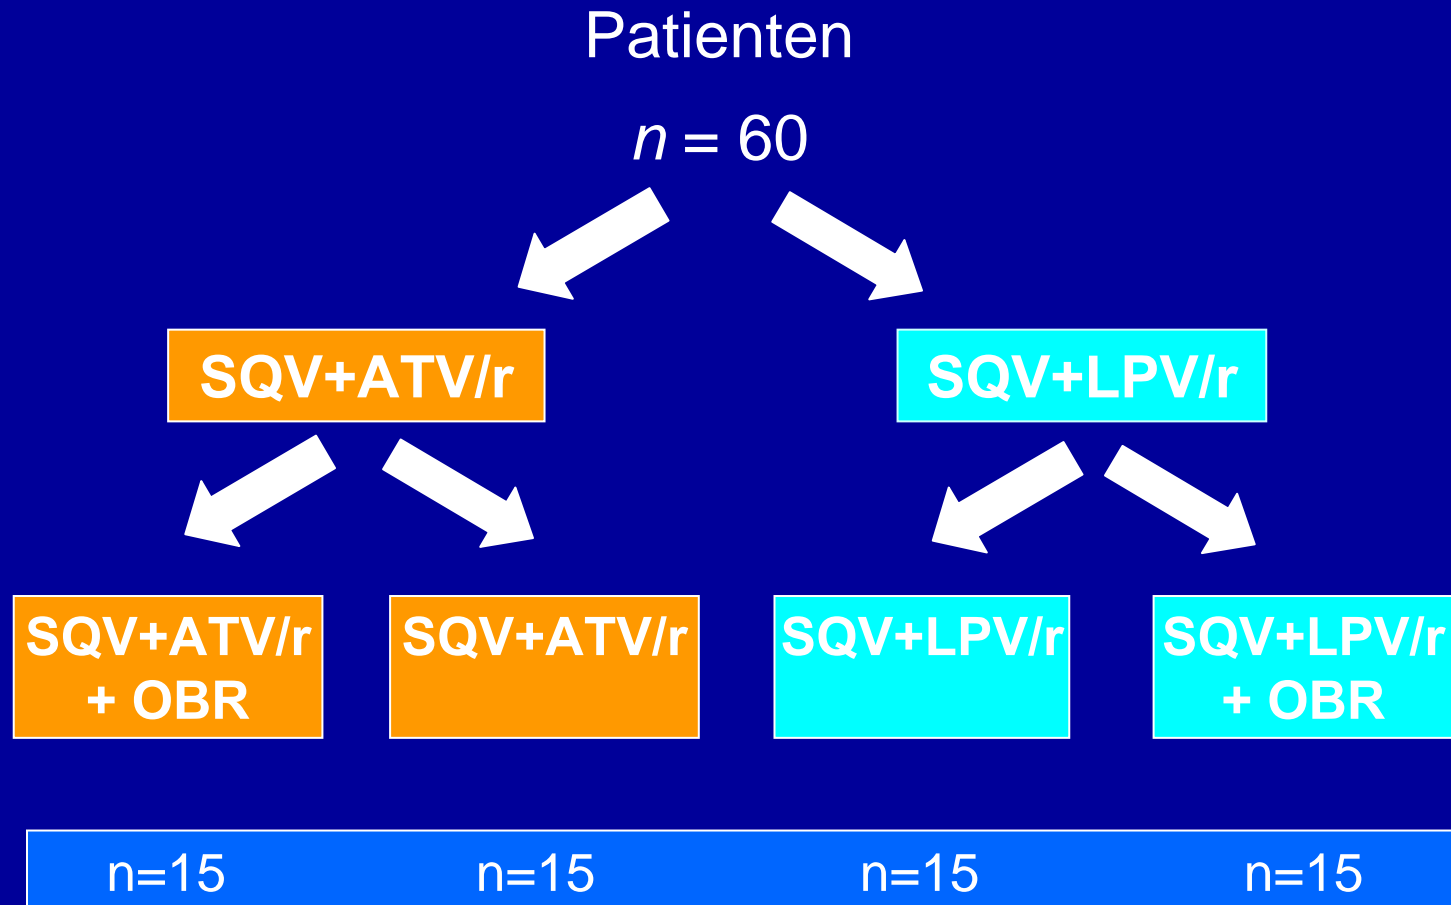 Patienten
n = 60
SQV+ATV/r
SQV+LPV/r
SQV+ATV/r
+ OBR
SQV+ATV/r
SQV+LPV/r
SQV+LPV/r
+ OBR
n=15
n=15
n=15
n=15